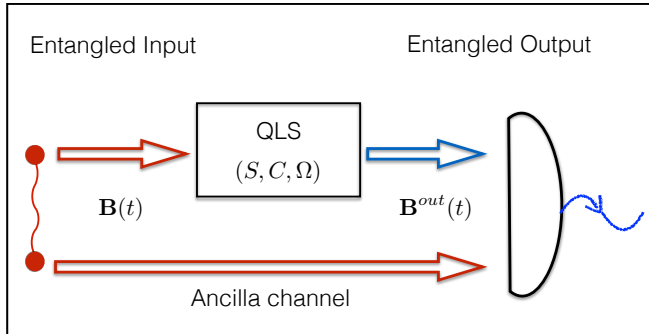 Entangled Input
Entangled Output
QLS
(S, C, Ω)
B(t)
B^{out}(t)
Ancilla channel